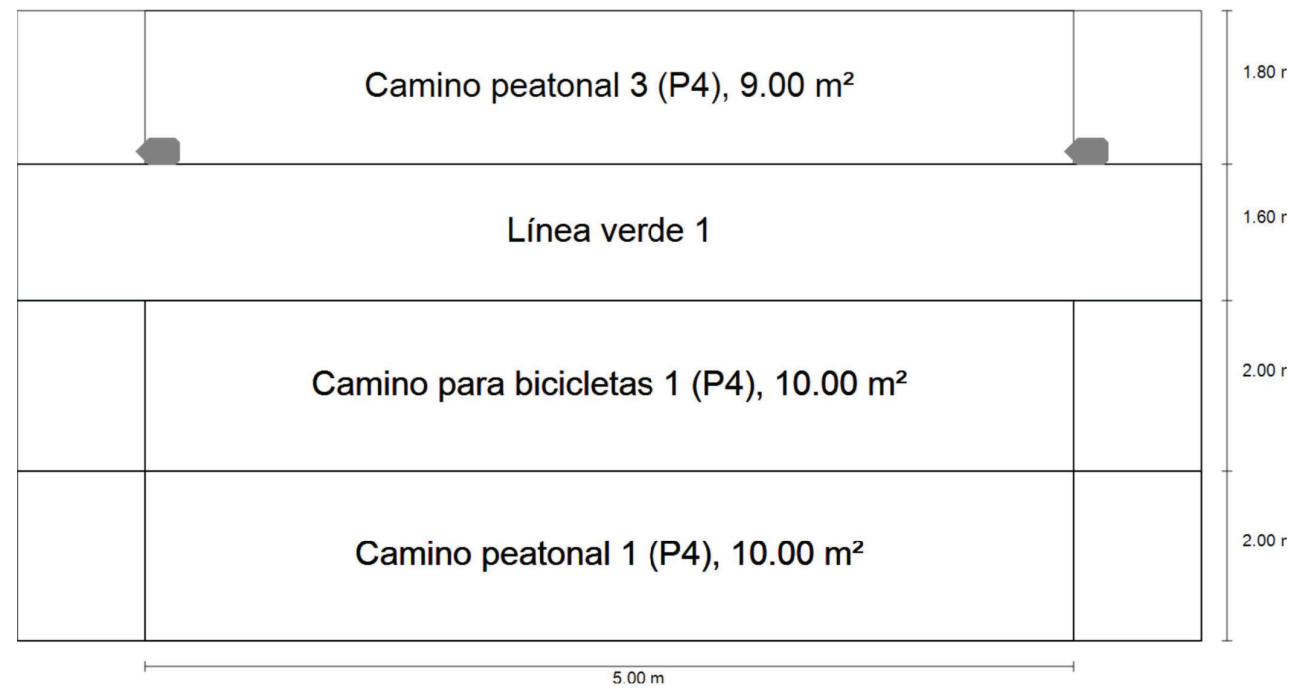 Camino peatonal 3 (P4), 9.00 m²
1.80 r
Línea verde 1
1.60 r
Camino para bicicletas 1 (P4), 10.00 m²
2.00 r
Camino peatonal 1 (P4), 10.00 m²
2.00 r
5.00 m